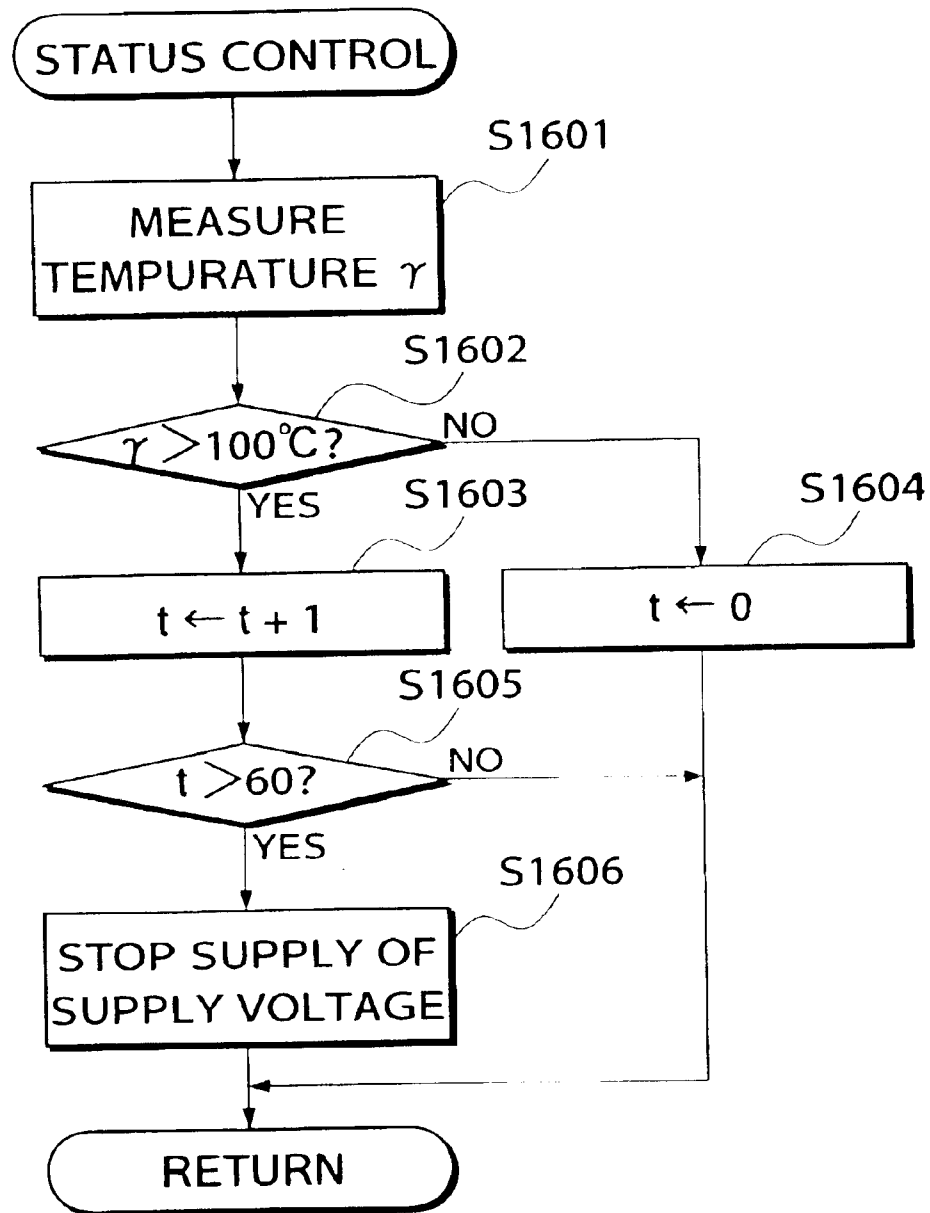 STATUS CONTROL
S1601
MEASURE
TEMPURATURE γ
S1602
γ > 100°C?
NO
YES
S1603
S1604
t ← t + 1
t ← 0
S1605
t > 60?
NO
YES
S1606
STOP SUPPLY OF
SUPPLY VOLTAGE
RETURN